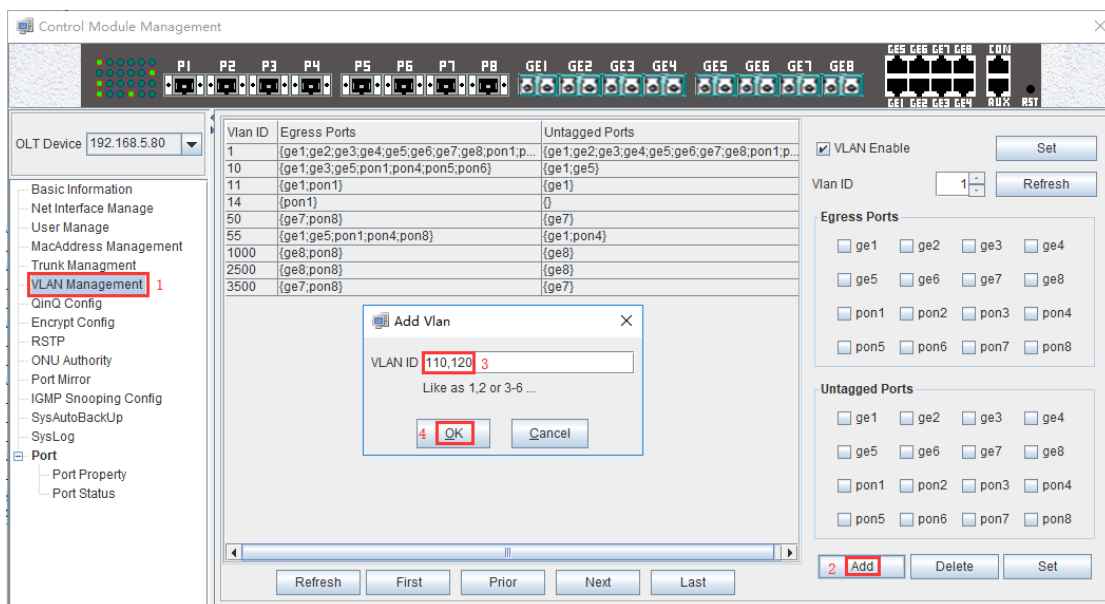 Control Module Management
P1 P2 P3 P4 P5 P6 P7 P8 GE1 GE2 GE3 GE4 GE5 GE6 GE7 GE8
GE5 GE6 GE7 GE8 CON
GE1 GE2 GE3 GE4 AUX RST
OLT Device 192.168.5.80
Basic Information
Net Interface Manage
User Manage
MacAddress Management
Trunk Managment
VLAN Management 1
QinQ Config
Encrypt Config
RSTP
ONU Authority
Port Mirror
IGMP Snooping Config
SysAutoBackUp
SysLog
Port
Port Property
Port Status
Vlan ID Egress Ports Untagged Ports
1 {ge1;ge2;ge3;ge4;ge5;ge6;ge7;ge8;pon1;p... {ge1;ge2;ge3;ge4;ge5;ge6;ge7;ge8;pon1;p...
10 {ge1;ge3;ge5;pon1;pon4;pon5;pon6} {ge1;ge5}
11 {ge1;pon1} {ge1}
14 {pon1} {}
50 {ge7;pon8} {ge7}
55 {ge1;ge5;pon1;pon4;pon8} {ge1;pon4}
1000 {ge8;pon8} {ge8}
2500 {ge8;pon8} {ge8}
3500 {ge7;pon8} {ge7}
Add Vlan
VLAN ID 110,120 3
Like as 1,2 or 3-6 ...
4 OK Cancel
Refresh First Prior Next Last
VLAN Enable Set
Vlan ID 1 Refresh
Egress Ports
ge1 ge2 ge3 ge4
ge5 ge6 ge7 ge8
pon1 pon2 pon3 pon4
pon5 pon6 pon7 pon8
Untagged Ports
ge1 ge2 ge3 ge4
ge5 ge6 ge7 ge8
pon1 pon2 pon3 pon4
pon5 pon6 pon7 pon8
2 Add Delete Set